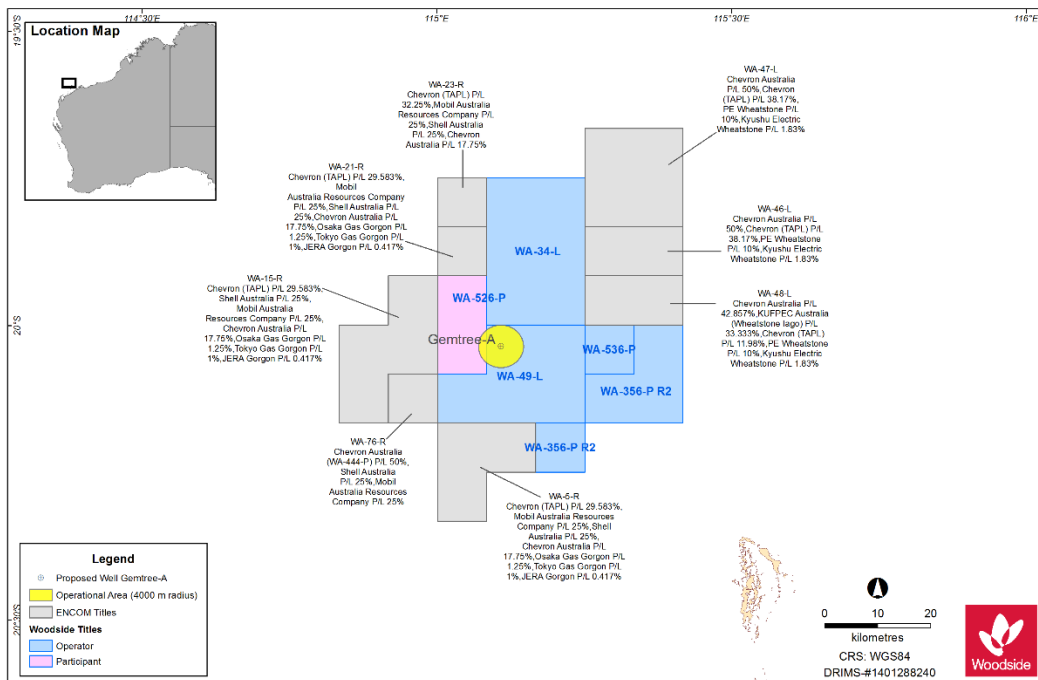 114°30'E
115°E
115°30'E
116°E
19°30'S
20°S
20°30'S
Location Map
WA-23-R
Chevron (TAPL) P/L
32.25%,Mobil Australia
Resources Company P/L
25%,Shell Australia
P/L 25%,Chevron
Australia P/L 17.75%
WA-47-L
Chevron Australia
P/L 50%,Chevron
(TAPL) P/L 38.17%,
PE Wheatstone P/L
10%,Kyushu Electric
Wheatstone P/L 1.83%
WA-21-R
Chevron (TAPL) P/L 29.583%,
Mobil
Australia Resources Company
P/L 25%,Shell Australia P/L
25%,Chevron Australia P/L
17.75%,Osaka Gas Gorgon P/L
1.25%,Tokyo Gas Gorgon P/L
1%,JERA Gorgon P/L 0.417%
WA-46-L
Chevron Australia P/L
50%,Chevron (TAPL) P/L
38.17%,PE Wheatstone
P/L 10%,Kyushu Electric
Wheatstone P/L 1.83%
WA-34-L
WA-15-R
Chevron (TAPL) P/L 29.583%,
Shell Australia P/L 25%,
Mobil Australia
Resources Company P/L 25%,
Chevron Australia P/L
17.75%,Osaka Gas Gorgon P/L
1.25%,Tokyo Gas Gorgon P/L
1%,JERA Gorgon P/L 0.417%
WA-526-P
WA-48-L
Chevron Australia P/L
42.857%,KUFPEC Australia
(Wheatstone Iago) P/L
33.333%,Chevron (TAPL)
P/L 11.98%,PE Wheatstone
P/L 10%,Kyushu Electric
Wheatstone P/L 1.83%
Gemtree-A
WA-536-P
WA-49-L
WA-356-P R2
WA-356-P R2
WA-76-R
Chevron Australia
(WA-444-P) P/L 50%,
Shell Australia
P/L 25%,Mobil
Australia Resources
Company P/L 25%
WA-5-R
Chevron (TAPL) P/L 29.583%,
Mobil Australia Resources
Company P/L 25%,Shell
Australia P/L 25%,
Chevron Australia P/L
17.75%,Osaka Gas Gorgon P/L
1.25%,Tokyo Gas Gorgon P/L
1%,JERA Gorgon P/L 0.417%
Legend
Proposed Well Gemtree-A
Operational Area (4000 m radius)
ENCOM Titles
Woodside Titles
Operator
Participant
0 10 20
kilometres
CRS: WGS84
DRIMS-#1401288240
Woodside